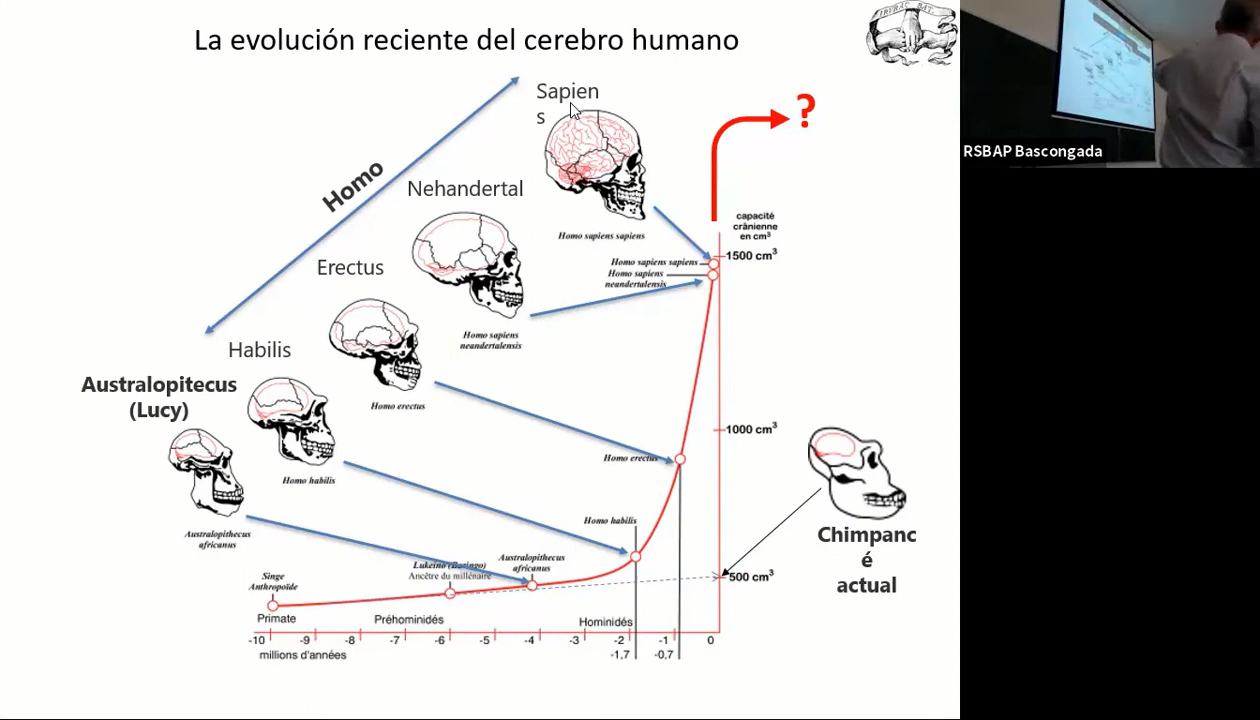 La evolución reciente del cerebro humano
IRURAC BAT.
Sapien
s
?
Homo
Nehandertal
RSBAP Bascongada
Homo sapiens sapiens
capacité
crânienne
en cm³
Erectus
1500 cm³
Homo sapiens sapiens
Homo sapiens
neandertalensis
Homo sapiens
neandertalensis
Habilis
Australopitecus
(Lucy)
Homo erectus
1000 cm³
Homo erectus
Homo habilis
Homo habilis
Chimpanc
é
actual
Australopithecus
africanus
Australopithecus
africanus
Lukeino (Baringo)
Ancêtre du millénaire
Singe
Anthropoïde
500 cm³
Primate
Préhominidés
Hominidés
-10 -9 -8 -7 -6 -5 -4 -3 -2 -1 0
millions d'années
-1,7 -0,7